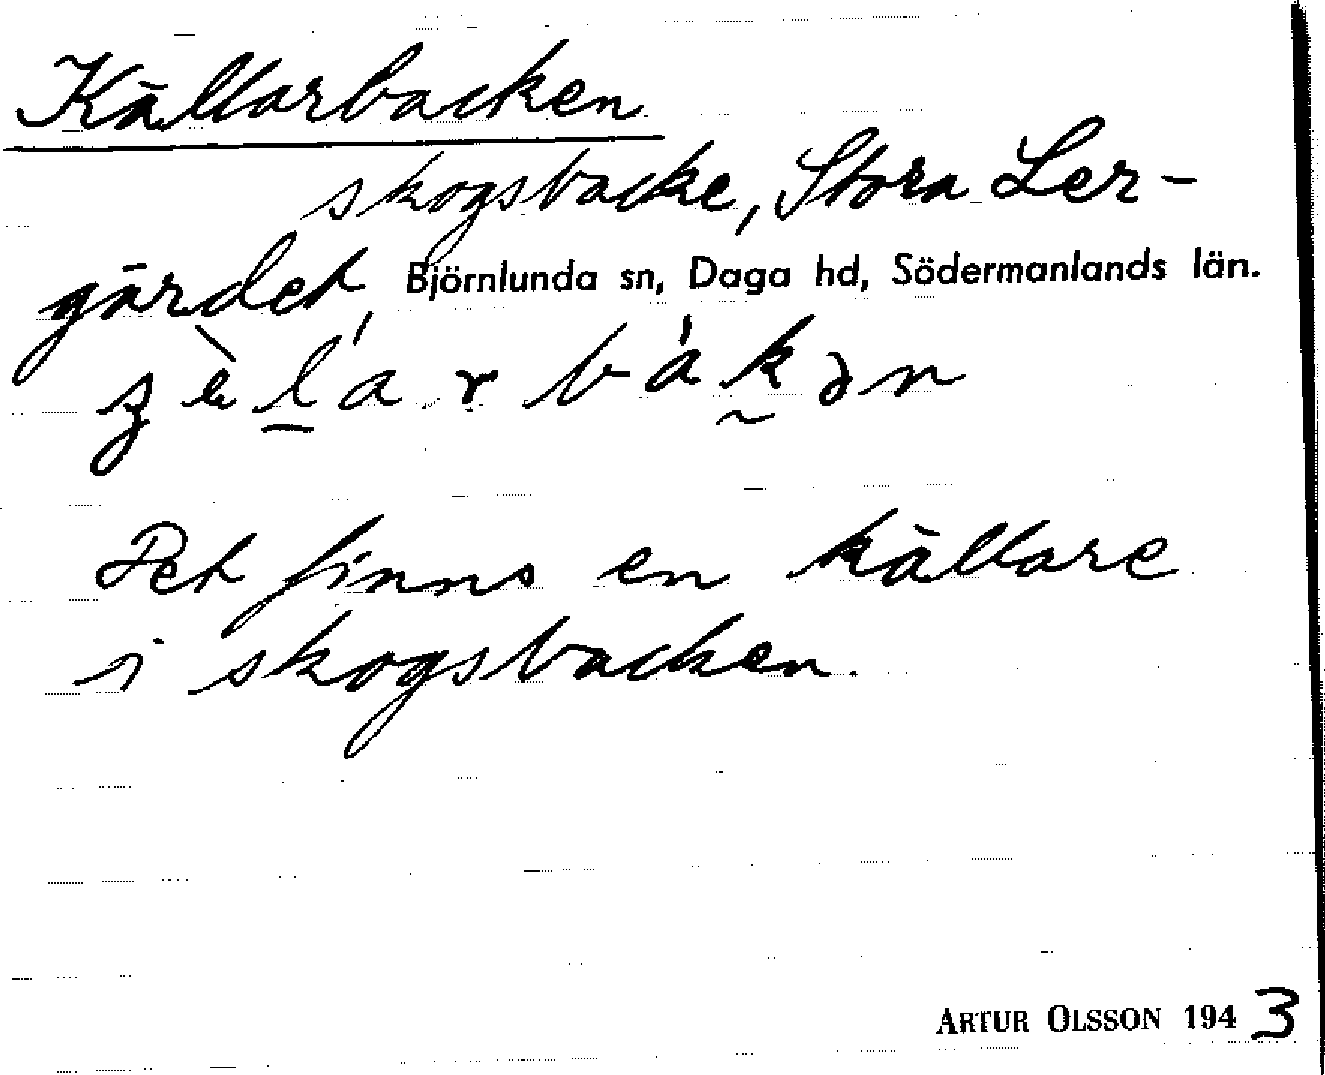 Källarbacken
skogsbacke, Stora Ler-
gärdet, Björnlunda sn, Daga hd, Södermanlands län.
Det finns en källare
i skogsbacken.
ARTUR OLSSON 1943